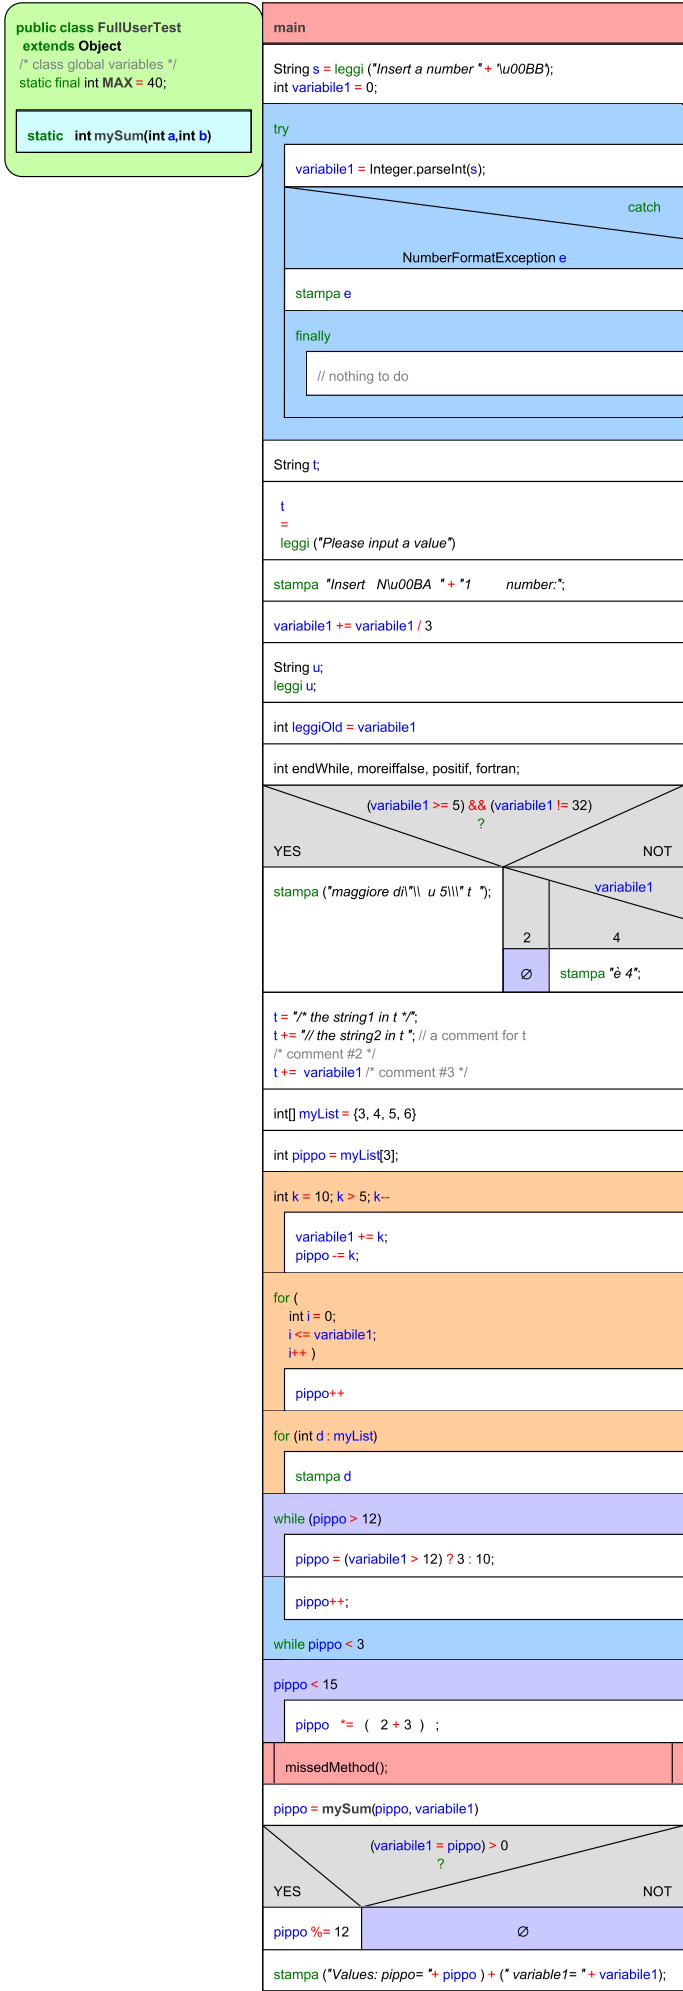 public class FullUserTest
extends Object
/* class global variables */
static final int MAX = 40;
static int mySum(int a,int b)
main
String s = leggi ("Insert a number " + '\u00BB');
int variabile1 = 0;
try
variabile1 = Integer.parseInt(s);
catch
NumberFormatException e
stampa e
finally
// nothing to do
String t;
t
=
leggi ("Please input a value")
stampa "Insert   N\u00BA  " + "1         number:";
variabile1 += variabile1 / 3
String u;
leggi u;
int leggiOld = variabile1
int endWhile, moreiffalse, positif, fortran;
(variabile1 >= 5) && (variabile1 != 32)
?
YES NOT
stampa ("maggiore di\"\\  u 5\\\" t  ");
variabile1
2 4
∅ stampa "è 4";
t = "/* the string1 in t */";
t += "// the string2 in t "; // a comment for t
/* comment #2 */
t +=  variabile1 /* comment #3 */
int[] myList = {3, 4, 5, 6}
int pippo = myList[3];
int k = 10; k > 5; k--
variabile1 += k;
pippo -= k;
for (
int i = 0;
i <= variabile1;
i++ )
pippo++
for (int d : myList)
stampa d
while (pippo > 12)
pippo = (variabile1 > 12) ? 3 : 10;
pippo++;
while pippo < 3
pippo < 15
pippo   *=   (   2 + 3  )   ;
missedMethod();
pippo = mySum(pippo, variabile1)
(variabile1 = pippo) > 0
?
YES NOT
pippo %= 12 ∅
stampa ("Values: pippo= "+ pippo ) + (" variable1= " + variabile1);